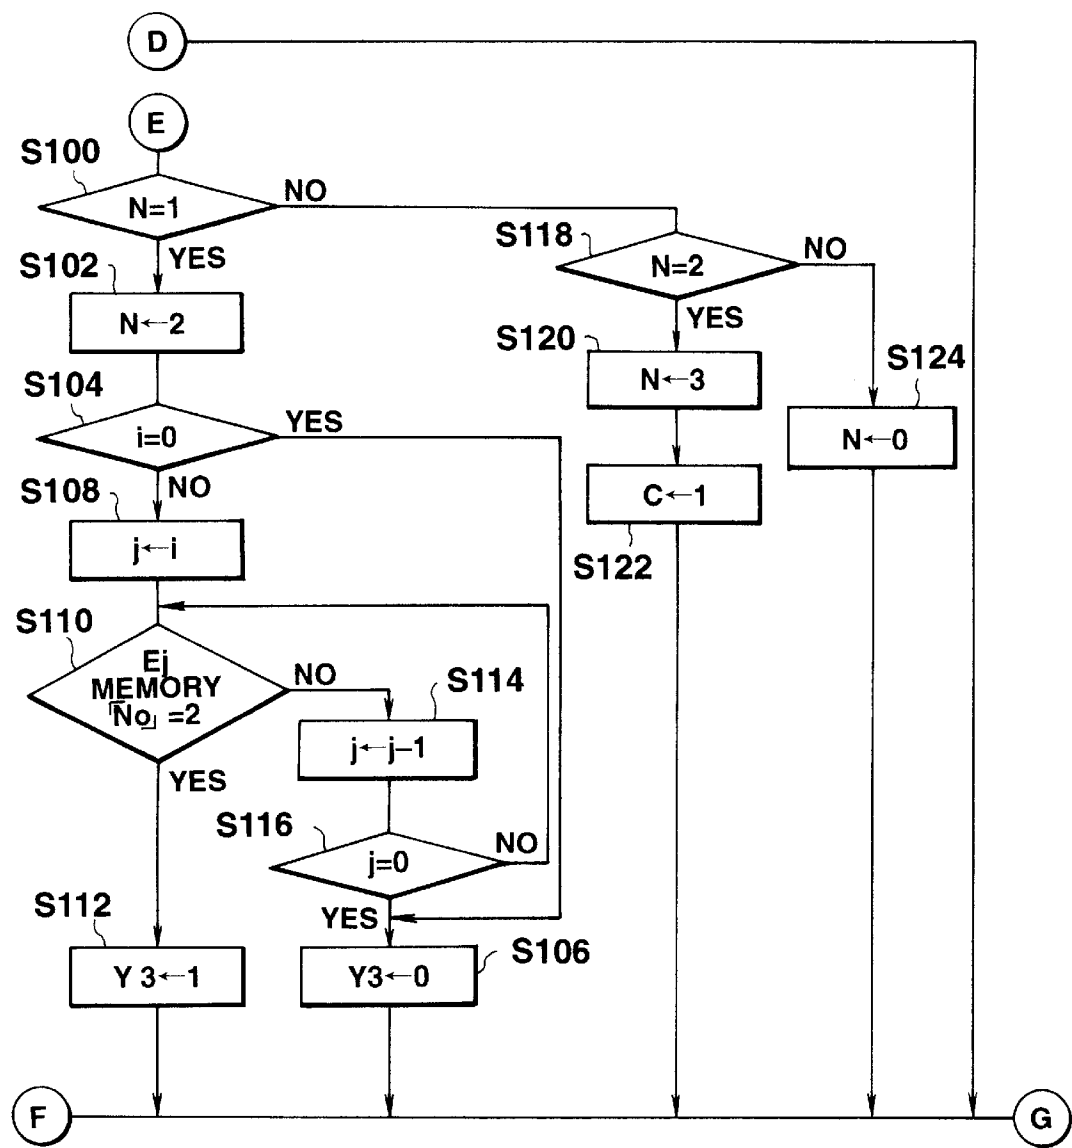 D
E
S100
N=1
NO
YES
S118
N=2
NO
YES
S102
N←2
S120
N←3
S124
N←0
S104
i=0
YES
NO
C←1
S122
S108
j←i
S110
Ej
MEMORY
「No」=2
NO
YES
S114
j←j−1
S116
j=0
NO
YES
S112
Y 3←1
S106
Y3←0
F
G